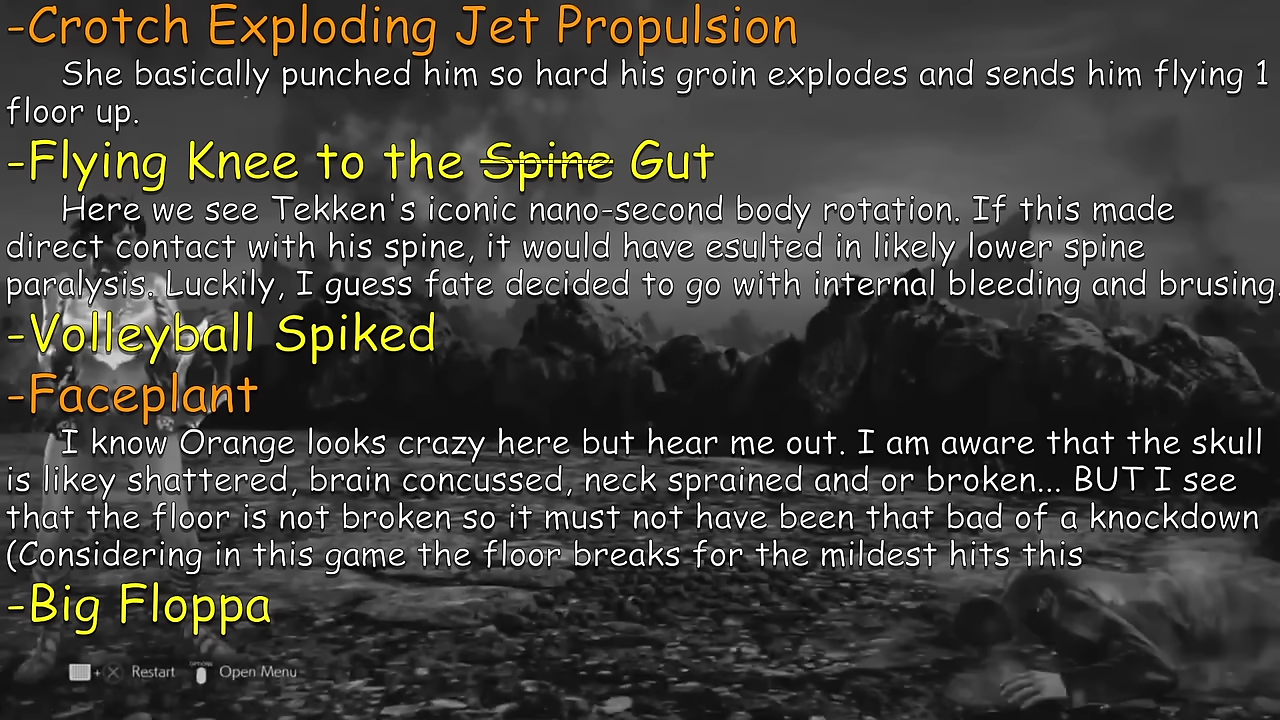 -Crotch Exploding Jet Propulsion
She basically punched him so hard his groin explodes and sends him flying 1
floor up.
-Flying Knee to the Spine Gut
Here we see Tekken's iconic nano-second body rotation. If this made
direct contact with his spine, it would have esulted in likely lower spine
paralysis. Luckily, I guess fate decided to go with internal bleeding and brusing.
-Volleyball Spiked
-Faceplant
I know Orange looks crazy here but hear me out. I am aware that the skull
is likey shattered, brain concussed, neck sprained and or broken... BUT I see
that the floor is not broken so it must not have been that bad of a knockdown
(Considering in this game the floor breaks for the mildest hits this
-Big Floppa
+ Restart OPTIONS Open Menu